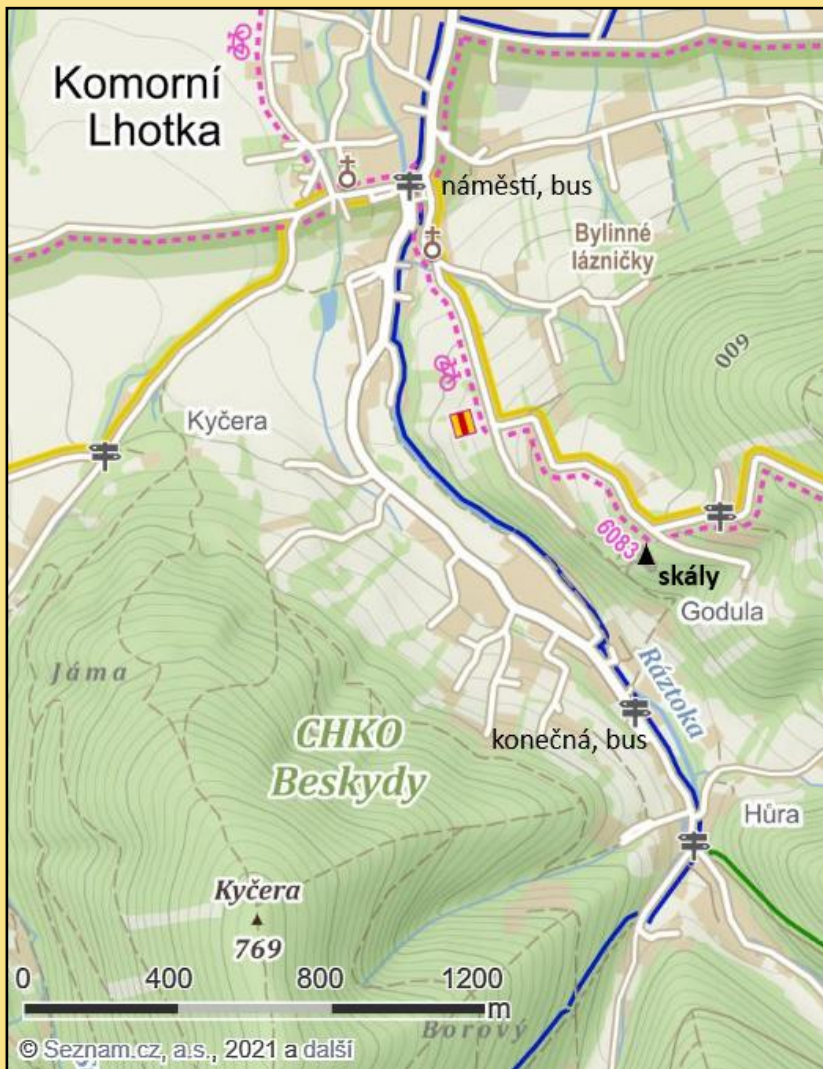 Komorní
Lhotka
náměstí, bus
Bylinné
lázničky
009
Kyčera
6083
skály
Godula
Jáma
Ráztoka
CHKO
Beskydy
konečná, bus
Hůra
Kyčera
769
0 400 800 1200
m
Borový
© Seznam.cz, a.s., 2021 a další